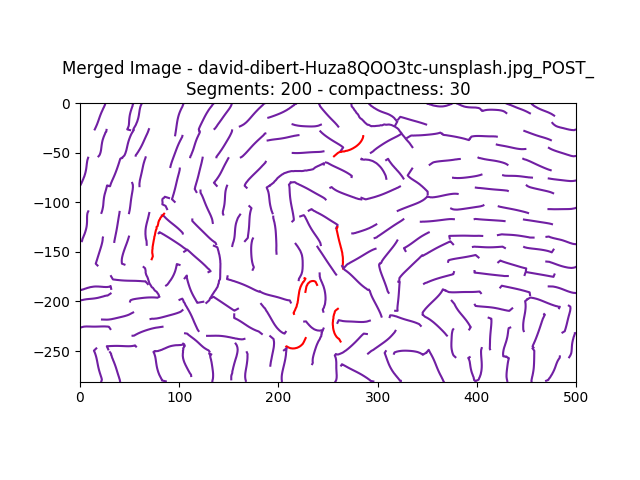 Merged Image - david-dibert-Huza8QOO3tc-unsplash.jpg_POST_
Segments: 200 - compactness: 30
0
−50
−100
−150
−200
−250
0 100 200 300 400 500